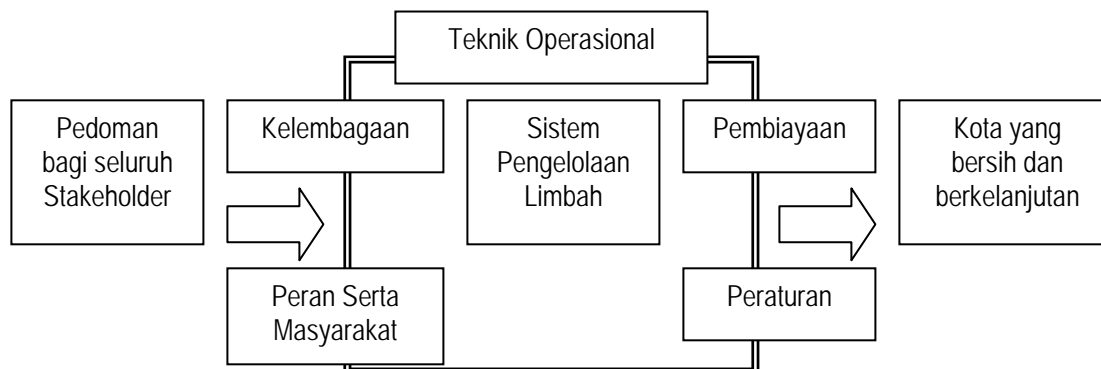 Teknik Operasional
Pedoman
bagi seluruh
Stakeholder
Kelembagaan
Sistem
Pengelolaan
Limbah
Pembiayaan
Kota yang
bersih dan
berkelanjutan
Peran Serta
Masyarakat
Peraturan